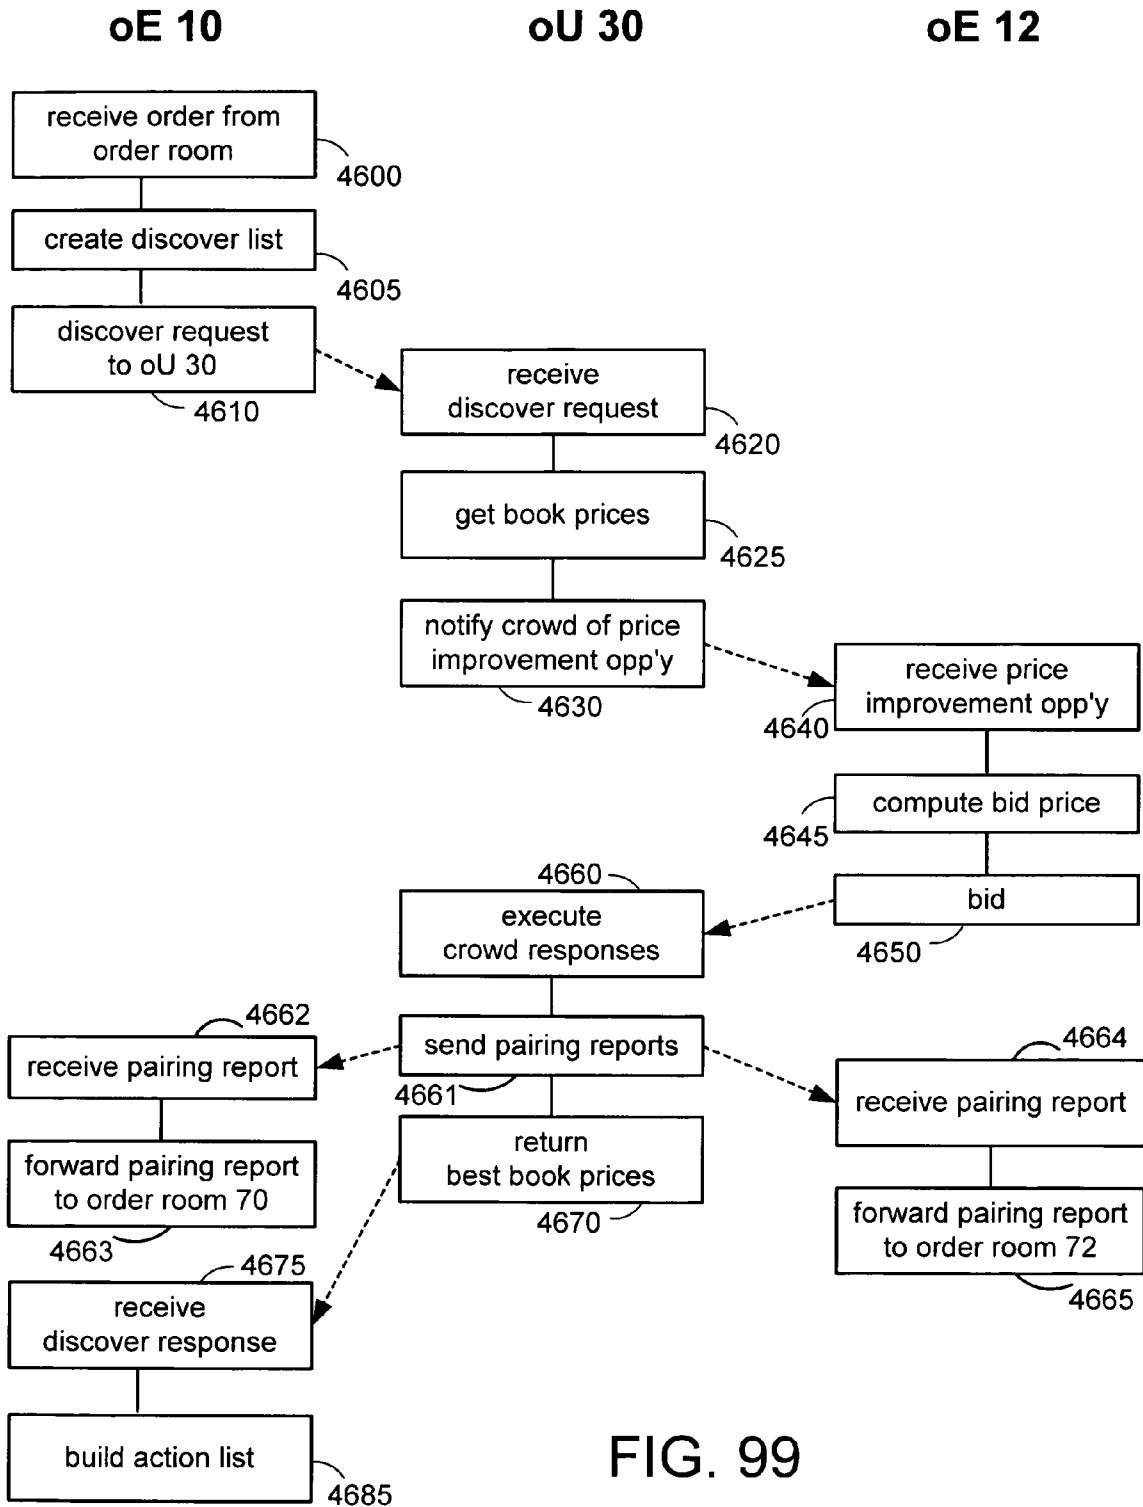 oE 10
oU 30
oE 12
receive order from
order room
4600
create discover list
4605
discover request
to oU 30
4610
receive
discover request
4620
get book prices
4625
notify crowd of price
improvement opp'y
4630
receive price
improvement opp'y
4640
compute bid price
4645
bid
4650
4660
execute
crowd responses
send pairing reports
4661
4662
receive pairing report
forward pairing report
to order room 70
4663
4664
receive pairing report
forward pairing report
to order room 72
4665
return
best book prices
4670
4675
receive
discover response
build action list
4685
FIG. 99